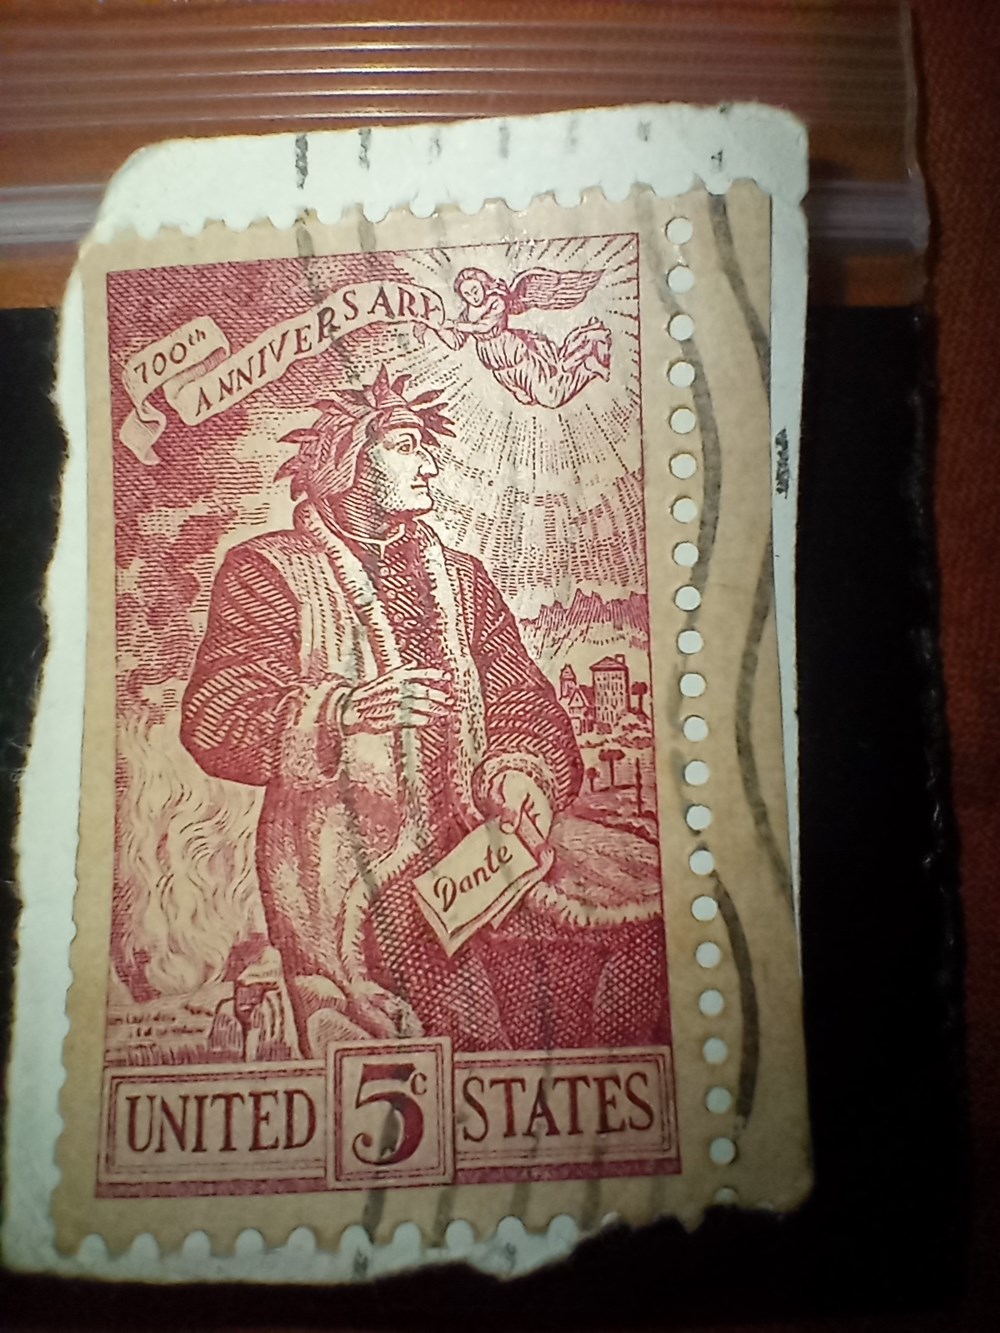 700th
ANNIVERSARY
Dante
UNITED 5c STATES